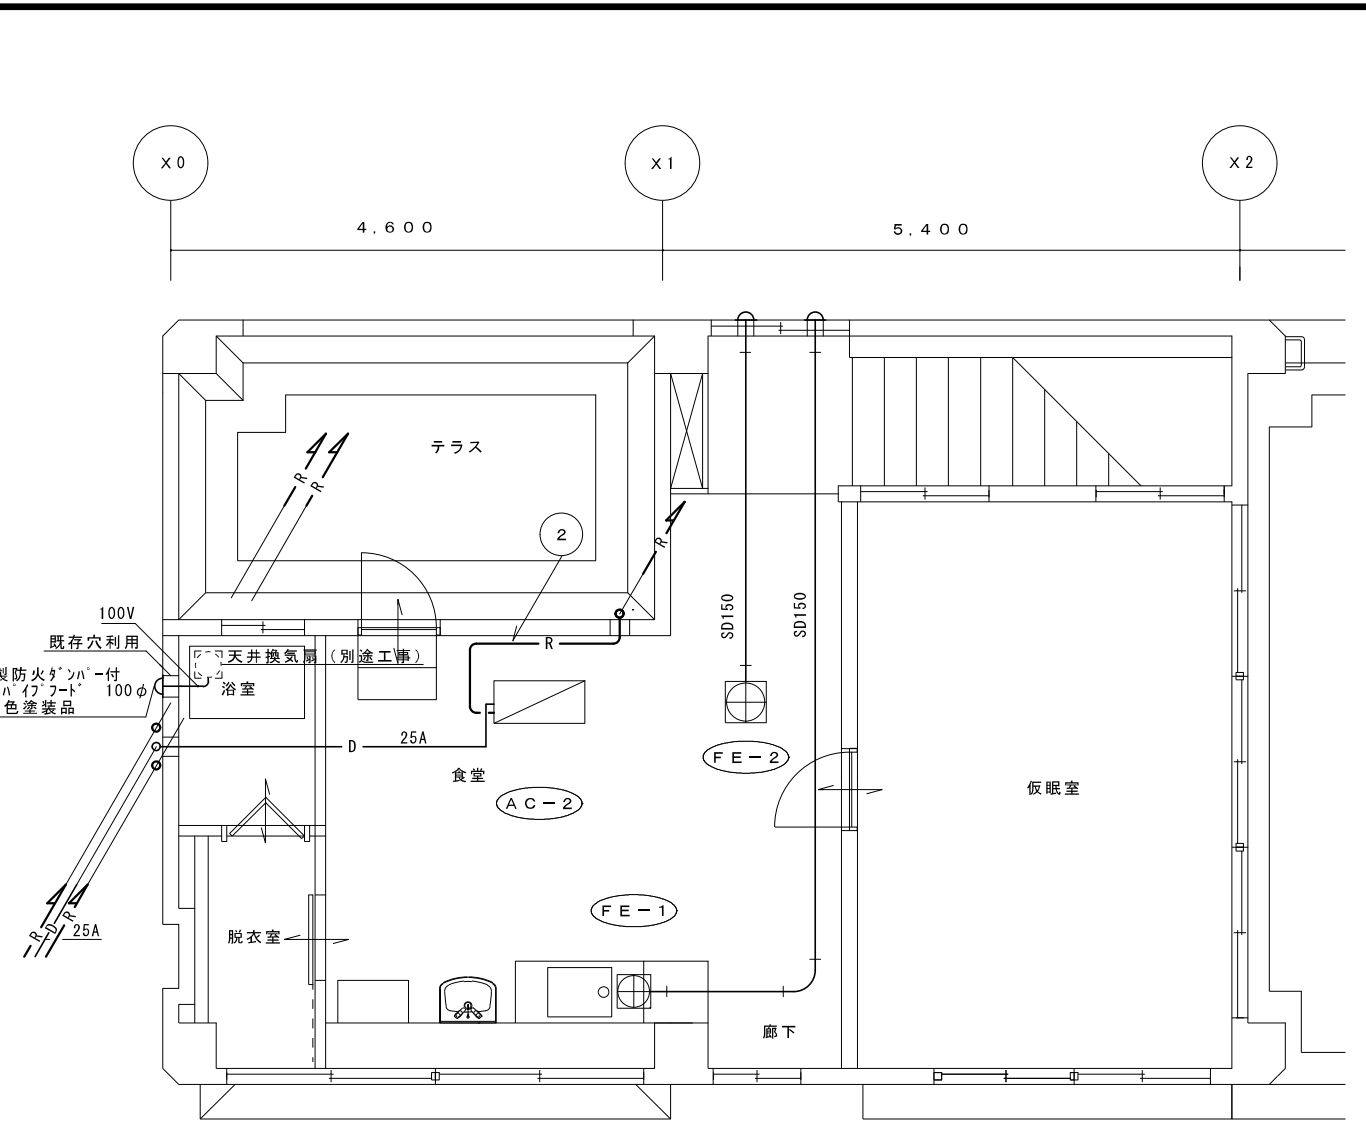 X0
X1
X2
4,600
5,400
テラス
R
R
2
R
SD150
SD150
100V
既存穴利用
天井換気扇（別途工事）
R
製防火ダンパー付
パイプフード 100φ
色塗装品
浴室
D
25A
食堂
FE-2
AC-2
仮眠室
FE-1
R
D
R
25A
脱衣室
廊下